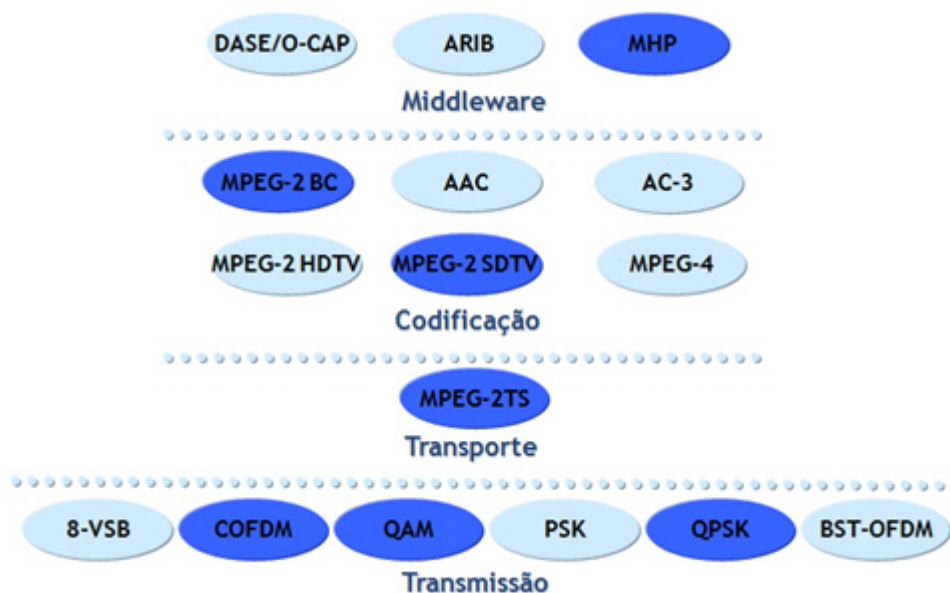 DASE/O-CAP ARIB MHP
Middleware
MPEG-2 BC AAC AC-3
MPEG-2 HDTV MPEG-2 SDTV MPEG-4
Codificação
MPEG-2TS
Transporte
8-VSB COFDM QAM PSK QPSK BST-OFDM
Transmissão